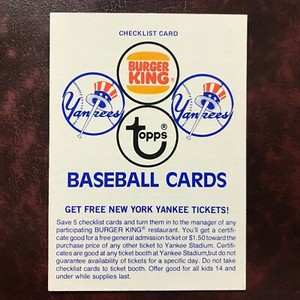 CHECKLIST CARD
BURGER
KING
Yankees
Yankees
topps
BASEBALL CARDS
GET FREE NEW YORK YANKEE TICKETS!
Save 5 checklist cards and turn them in to the manager of any
participating BURGER KING® restaurant. You'll get a certif-
icate good for a free general admission ticket or $1.50 toward the
purchase price of any other ticket to Yankee Stadium. Certifi-
cates are good at any ticket booth at Yankee Stadium, but do not
guarantee availability of tickets for a specific day. Do not take
checklist cards to ticket booth. Offer good for all kids 14 and
under while supplies last.